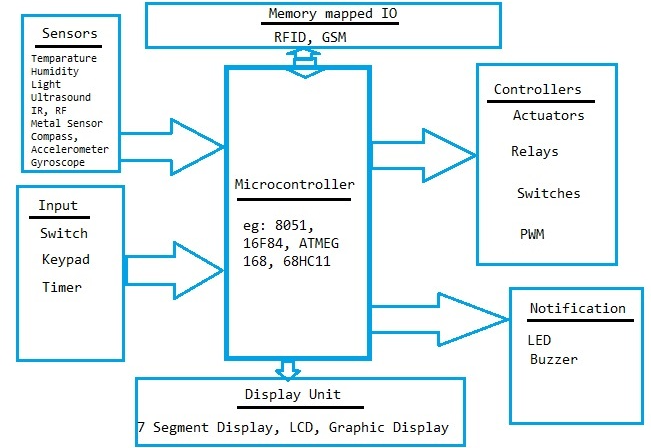 Memory mapped IO
RFID, GSM
Sensors
Temparature
Humidity
Light
Ultrasound
IR, RF
Metal Sensor
Compass,
Accelerometer
Gyroscope
Input
Switch
Keypad
Timer
Microcontroller
eg: 8051,
16F84, ATMEG
168, 68HC11
Controllers
Actuators
Relays
Switches
PWM
Notification
LED
Buzzer
Display Unit
7 Segment Display, LCD, Graphic Display